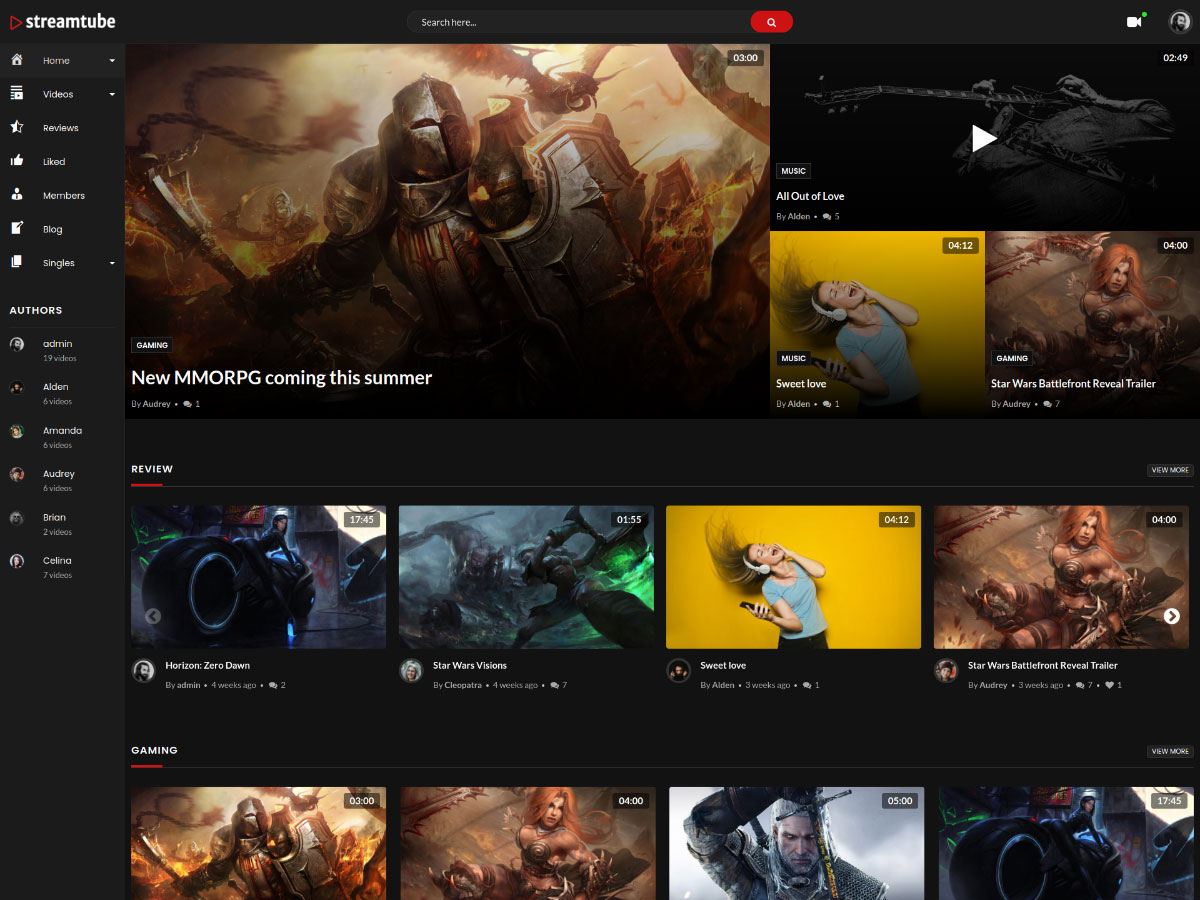 streamtube
Search here...
Home
Videos
Reviews
Liked
Members
Blog
Singles
AUTHORS
admin
19 videos
Alden
6 videos
Amanda
6 videos
Audrey
6 videos
Brian
2 videos
Celina
7 videos
03:00
GAMING
New MMORPG coming this summer
By Audrey • 1
02:49
MUSIC
All Out of Love
By Alden • 5
04:12
MUSIC
Sweet love
By Alden • 1
04:00
GAMING
Star Wars Battlefront Reveal Trailer
By Audrey • 7
REVIEW
VIEW MORE
17:45
Horizon: Zero Dawn
By admin • 4 weeks ago • 2
01:55
Star Wars Visions
By Cleopatra • 4 weeks ago • 7
04:12
Sweet love
By Alden • 3 weeks ago • 1
04:00
Star Wars Battlefront Reveal Trailer
By Audrey • 3 weeks ago • 7 • 1
GAMING
VIEW MORE
03:00
04:00
05:00
17:45